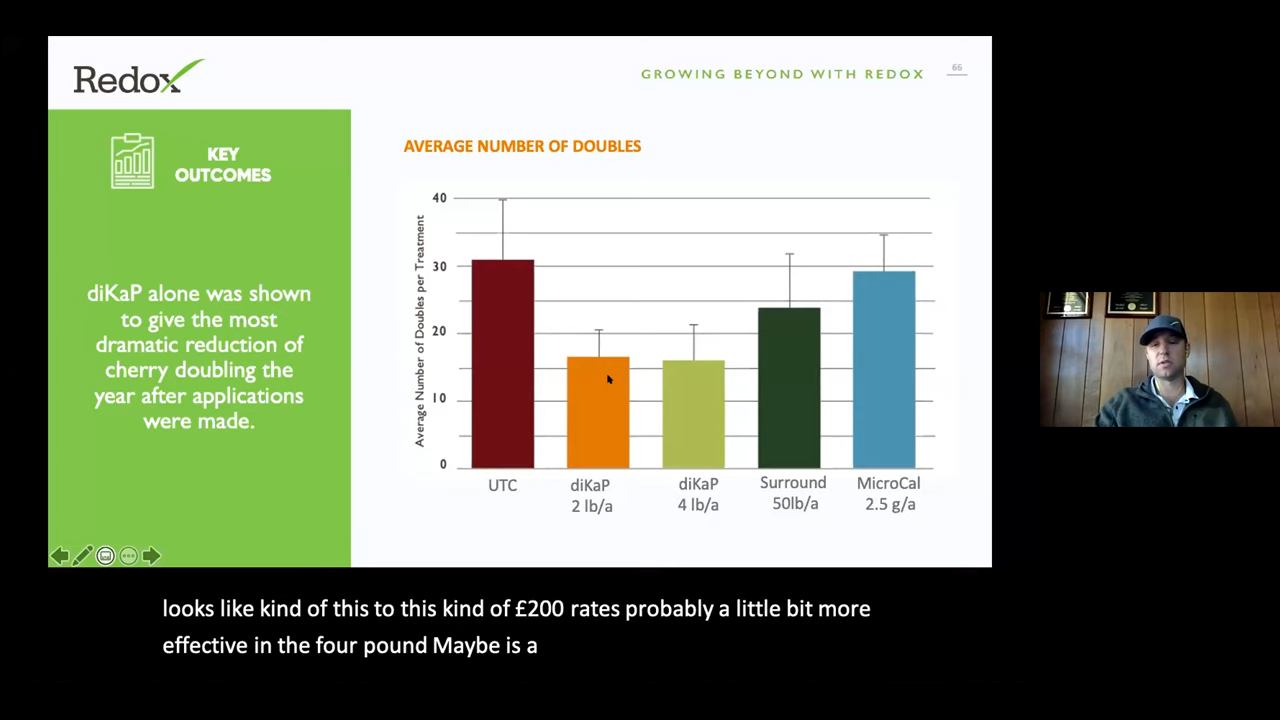 Redox
GROWING BEYOND WITH REDOX
66
KEY
OUTCOMES
diKaP alone was shown
to give the most
dramatic reduction of
cherry doubling the
year after applications
were made.
AVERAGE NUMBER OF DOUBLES
Average Number of Doubles per Treatment
40
30
20
10
0
UTC
diKaP
2 lb/a
diKaP
4 lb/a
Surround
50lb/a
MicroCal
2.5 g/a
looks like kind of this to this kind of £200 rates probably a little bit more
effective in the four pound Maybe is a